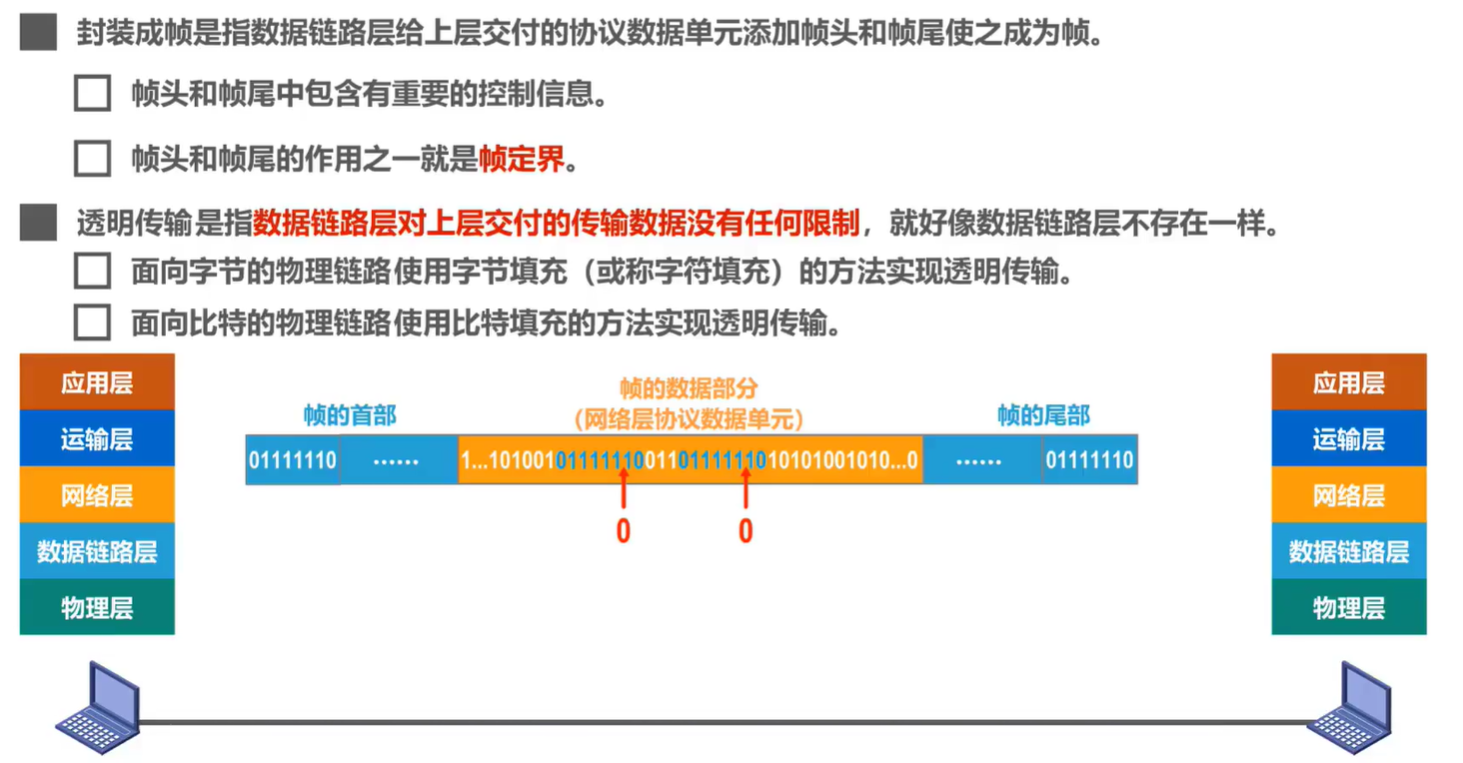 封装成帧是指数据链路层给上层交付的协议数据单元添加帧头和帧尾使之成为帧。
帧头和帧尾中包含有重要的控制信息。
帧头和帧尾的作用之一就是帧定界。
透明传输是指数据链路层对上层交付的传输数据没有任何限制，就好像数据链路层不存在一样。
面向字节的物理链路使用字节填充（或称字符填充）的方法实现透明传输。
面向比特的物理链路使用比特填充的方法实现透明传输。
应用层
运输层
网络层
数据链路层
物理层
帧的首部
帧的数据部分
（网络层协议数据单元）
帧的尾部
01111110 …… 1...10100101111110001101111111010101001010...0 …… 01111110
0 0
应用层
运输层
网络层
数据链路层
物理层